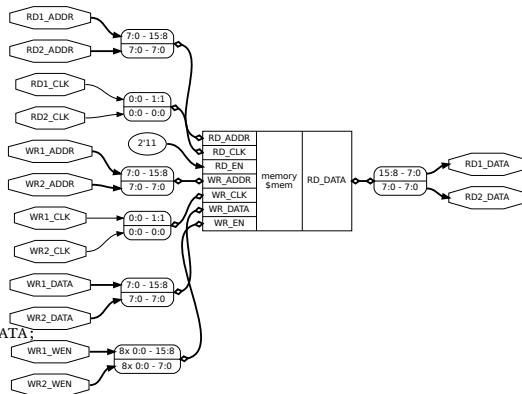 RD1_ADDR
RD2_ADDR
7:0 - 15:8
7:0 - 7:0
RD1_CLK
RD2_CLK
0:0 - 1:1
0:0 - 0:0
2'11
WR1_ADDR
WR2_ADDR
7:0 - 15:8
7:0 - 7:0
WR1_CLK
WR2_CLK
0:0 - 1:1
0:0 - 0:0
WR1_DATA
WR2_DATA
7:0 - 15:8
7:0 - 7:0
ATA;
WR1_WEN
WR2_WEN
8x 0:0 - 15:8
8x 0:0 - 7:0
RD_ADDR
RD_CLK
RD_EN
WR_ADDR
WR_CLK
WR_DATA
WR_EN
memory
$mem
RD_DATA
15:8 - 7:0
7:0 - 7:0
RD1_DATA
RD2_DATA